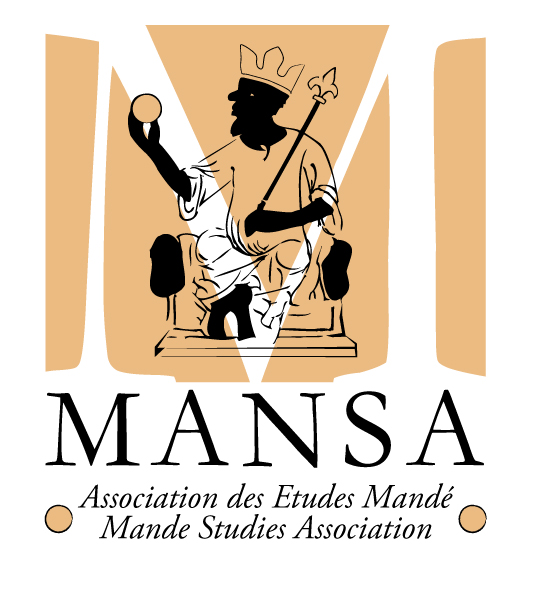 MANSA
Association des Etudes Mandé
Mande Studies Association